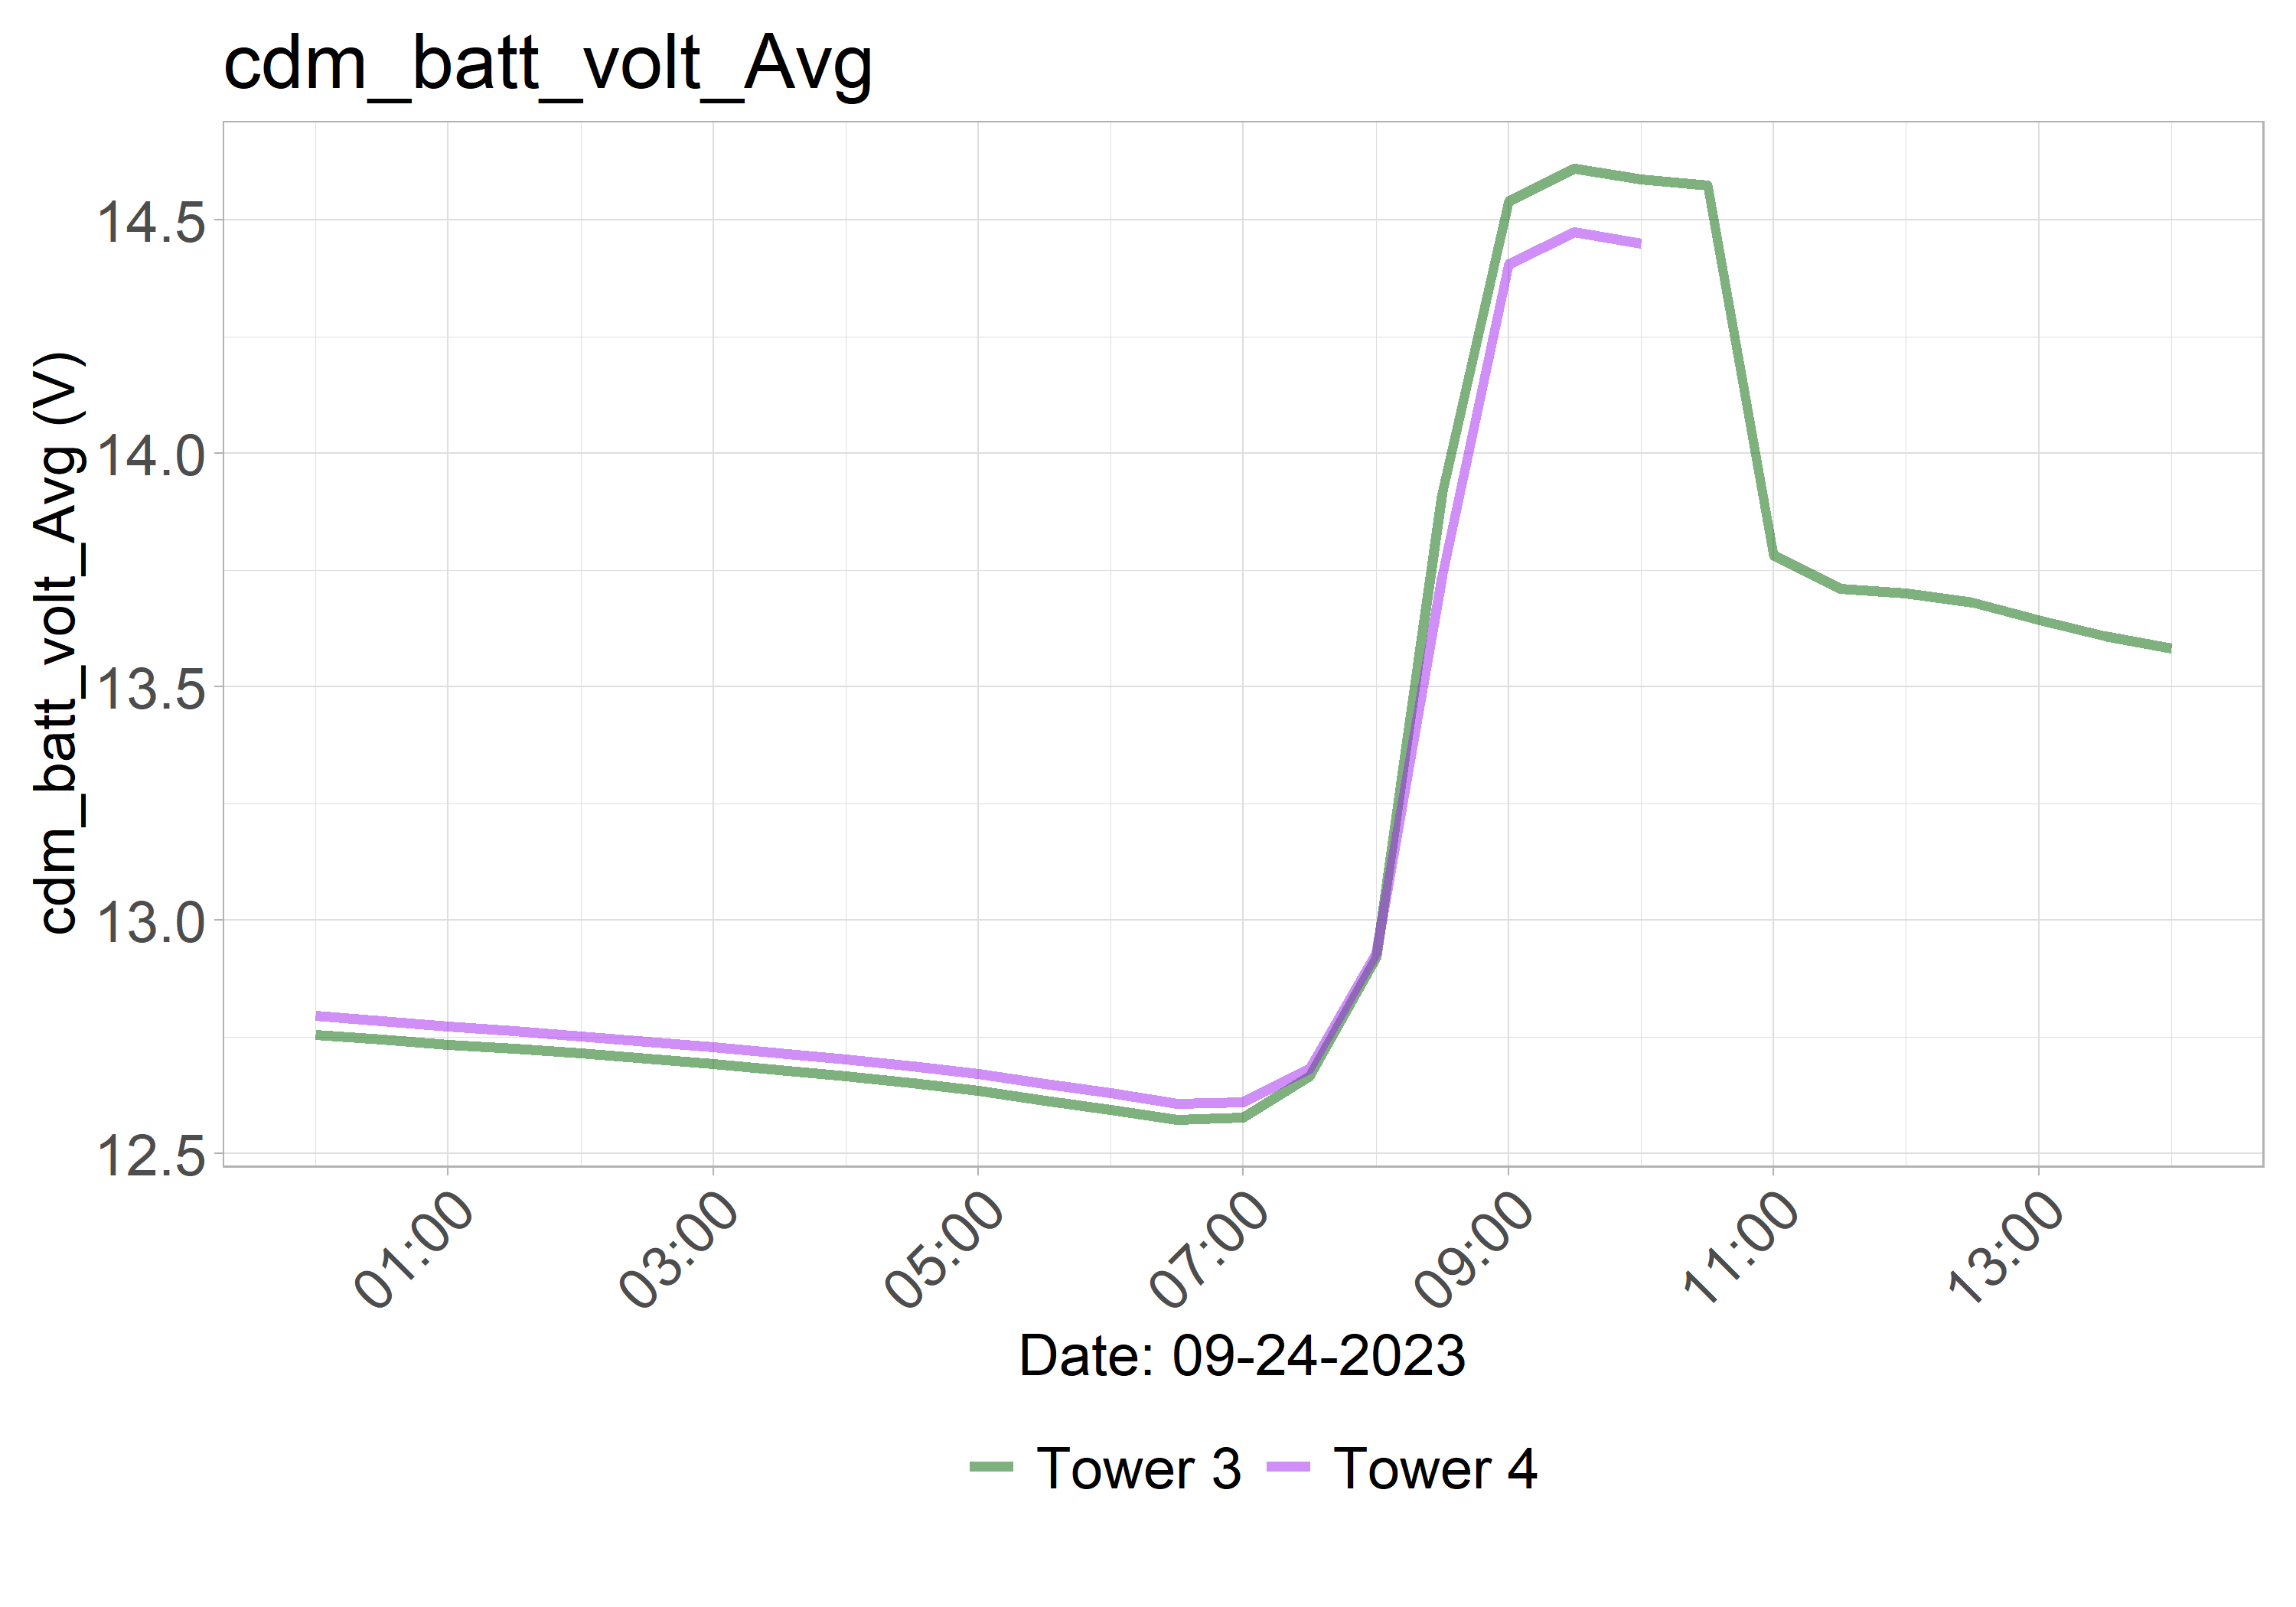 cdm_batt_volt_Avg
cdm_batt_volt_Avg (V)
14.5
14.0
13.5
13.0
12.5
01:00
03:00
05:00
07:00
09:00
11:00
13:00
Date: 09-24-2023
Tower 3
Tower 4